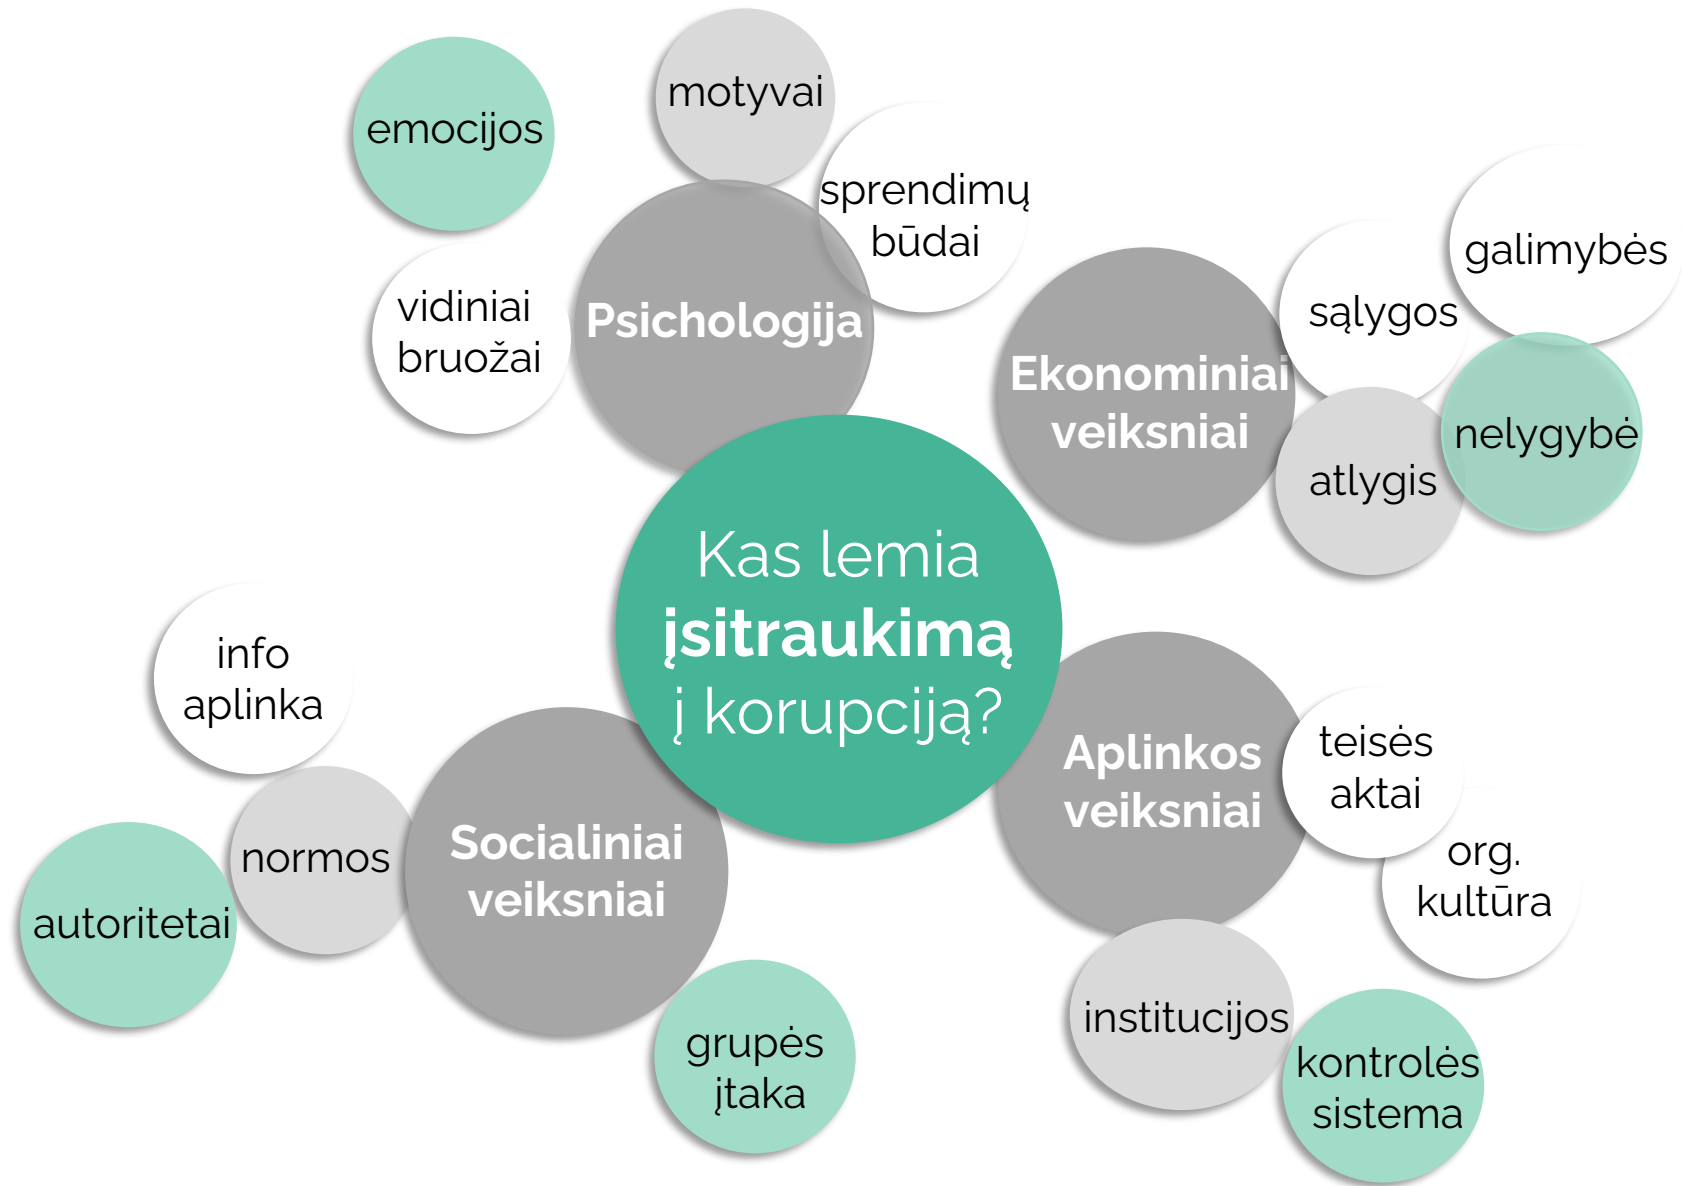 Kas lemia
įsitraukimą
į korupciją?
Psichologija
emocijos
motyvai
sprendimų
būdai
vidiniai
bruožai
Ekonominiai
veiksniai
sąlygos
galimybės
atlygis
nelygybė
Aplinkos
veiksniai
teisės
aktai
org.
kultūra
institucijos
kontrolės
sistema
Socialiniai
veiksniai
info
aplinka
normos
autoritetai
grupės
įtaka